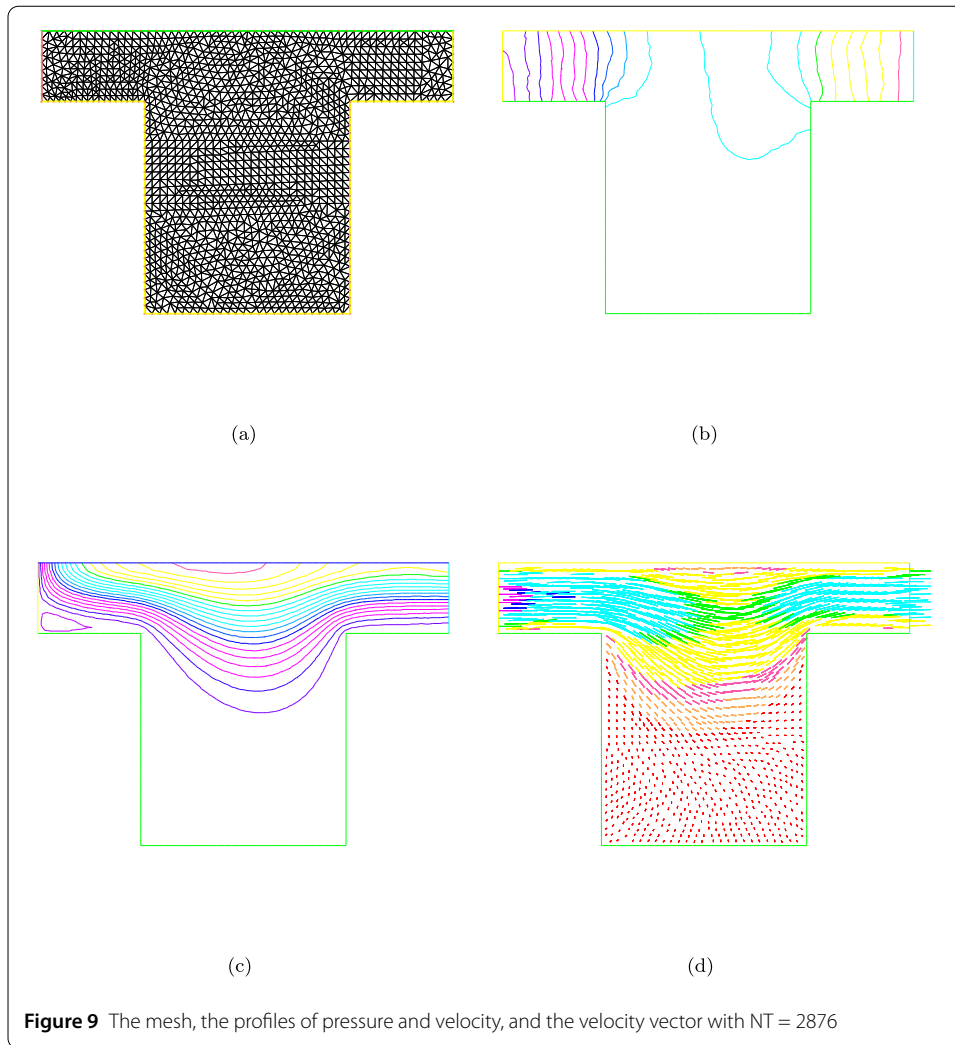 (a)
(b)
(c)
(d)
Figure 9 The mesh, the profiles of pressure and velocity, and the velocity vector with NT = 2876